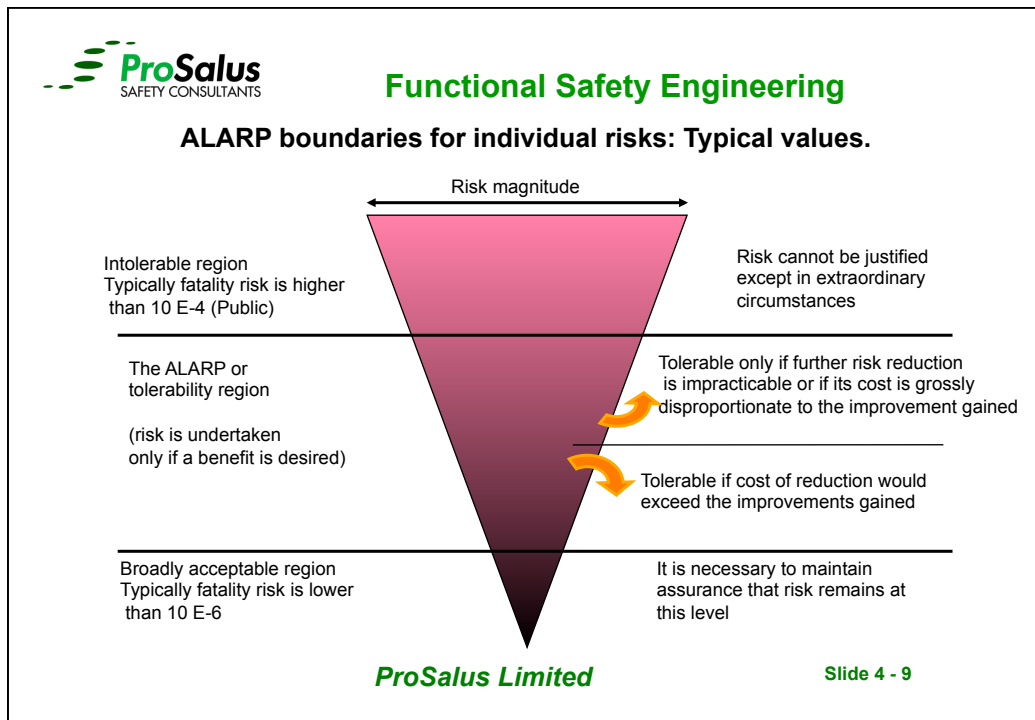 ProSalus
SAFETY CONSULTANTS
Functional Safety Engineering
ALARP boundaries for individual risks: Typical values.
Risk magnitude
Intolerable region
Typically fatality risk is higher
than 10 E-4 (Public)
Risk cannot be justified
except in extraordinary
circumstances
The ALARP or
tolerability region
(risk is undertaken
only if a benefit is desired)
Tolerable only if further risk reduction
is impracticable or if its cost is grossly
disproportionate to the improvement gained
Tolerable if cost of reduction would
exceed the improvements gained
Broadly acceptable region
Typically fatality risk is lower
than 10 E-6
It is necessary to maintain
assurance that risk remains at
this level
ProSalus Limited
Slide 4 - 9